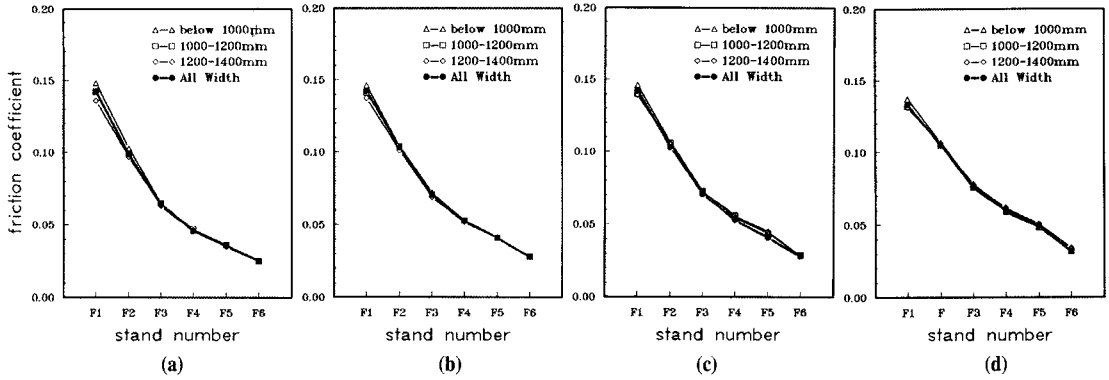 friction coefficient
0.20
0.15
0.10
0.05
0.00
△-△ below 1000mm
□-□ 1000-1200mm
◇-◇ 1200-1400mm
●-● All Width
F1 F2 F3 F4 F5 F6
stand number
(a)
0.20
0.15
0.10
0.05
0.00
△-△ below 1000mm
□-□ 1000-1200mm
◇-◇ 1200-1400mm
●-● All Width
F1 F2 F3 F4 F5 F6
stand number
(b)
0.20
0.15
0.10
0.05
0.00
△-△ below 1000mm
□-□ 1000-1200mm
◇-◇ 1200-1400mm
●-● All Width
F1 F2 F3 F4 F5 F6
stand number
(c)
0.20
0.15
0.10
0.05
0.00
△-△ below 1000mm
□-□ 1000-1200mm
◇-◇ 1200-1400mm
●-● All Width
F1 F F3 F4 F5 F6
stand number
(d)